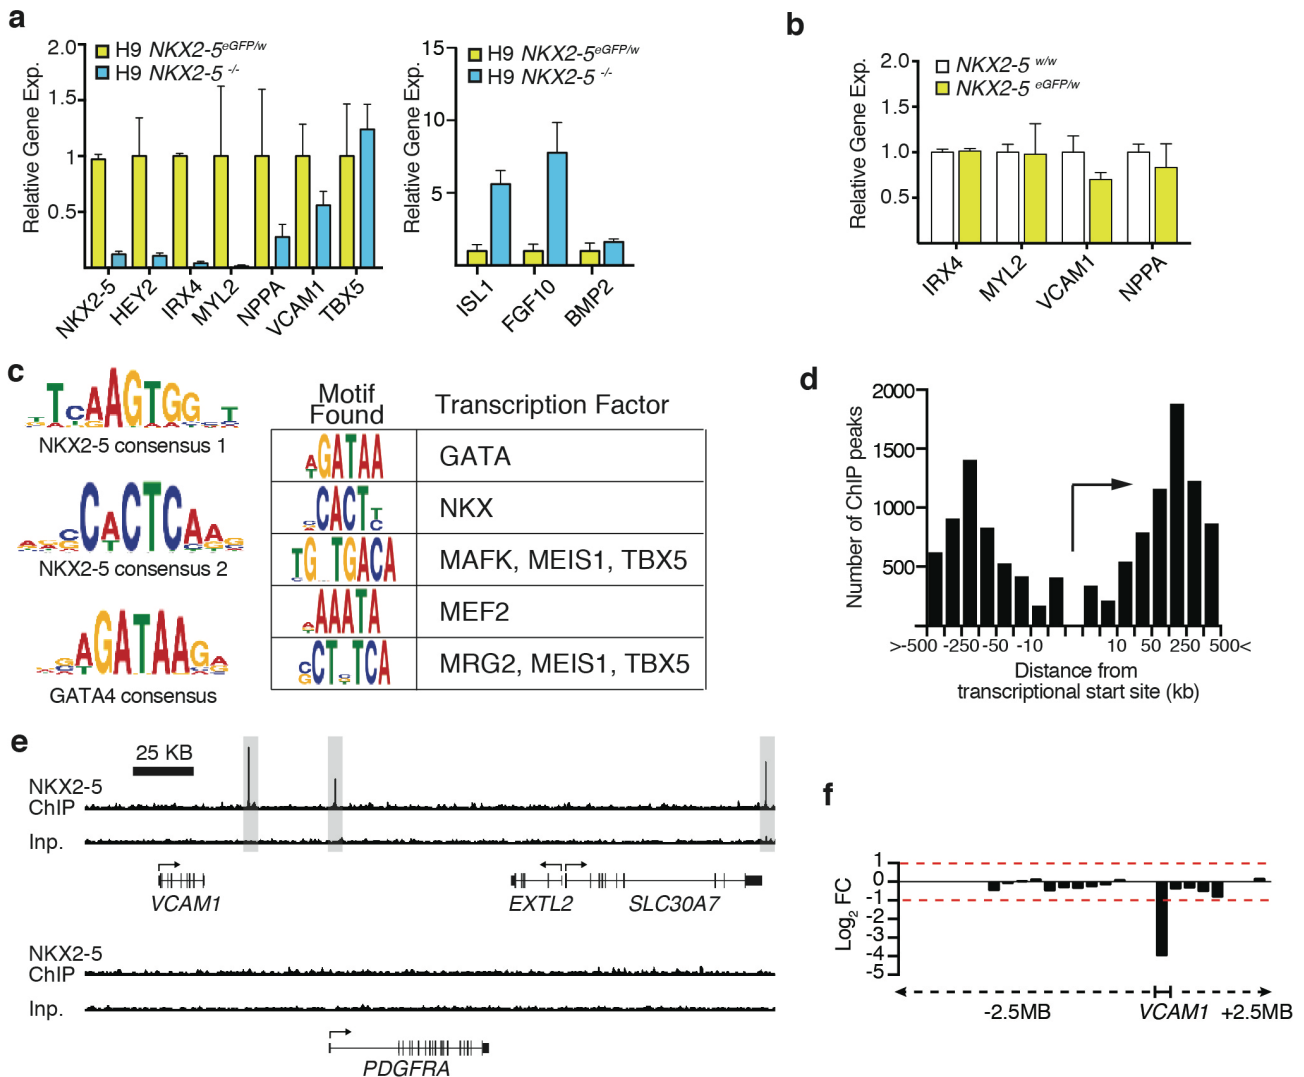 a
2.0
1.5
1
0.5
Relative Gene Exp.
H9 NKX2-5eGFP/w
H9 NKX2-5 -/-
NKX2-5
HEY2
IRX4
MYL2
NPPA
VCAM1
TBX5
15
10
5
Relative Gene Exp.
H9 NKX2-5eGFP/w
H9 NKX2-5 -/-
ISL1
FGF10
BMP2
b
2.0
1.5
1.0
0.5
Relative Gene Exp.
NKX2-5 w/w
NKX2-5 eGFP/w
IRX4
MYL2
VCAM1
NPPA
c
NKX2-5 consensus 1
NKX2-5 consensus 2
GATA4 consensus
Motif Found
Transcription Factor
GATA
NKX
MAFK, MEIS1, TBX5
MEF2
MRG2, MEIS1, TBX5
d
2000
1500
1000
500
Number of ChIP peaks
>-500 -250 -50 -10 10 50 250 500<
Distance from
transcriptional start site (kb)
e
25 KB
NKX2-5
ChIP
Inp.
VCAM1
EXTL2
SLC30A7
NKX2-5
ChIP
Inp.
PDGFRA
f
1
0
-1
-2
-3
-4
-5
Log2 FC
-2.5MB
VCAM1
+2.5MB